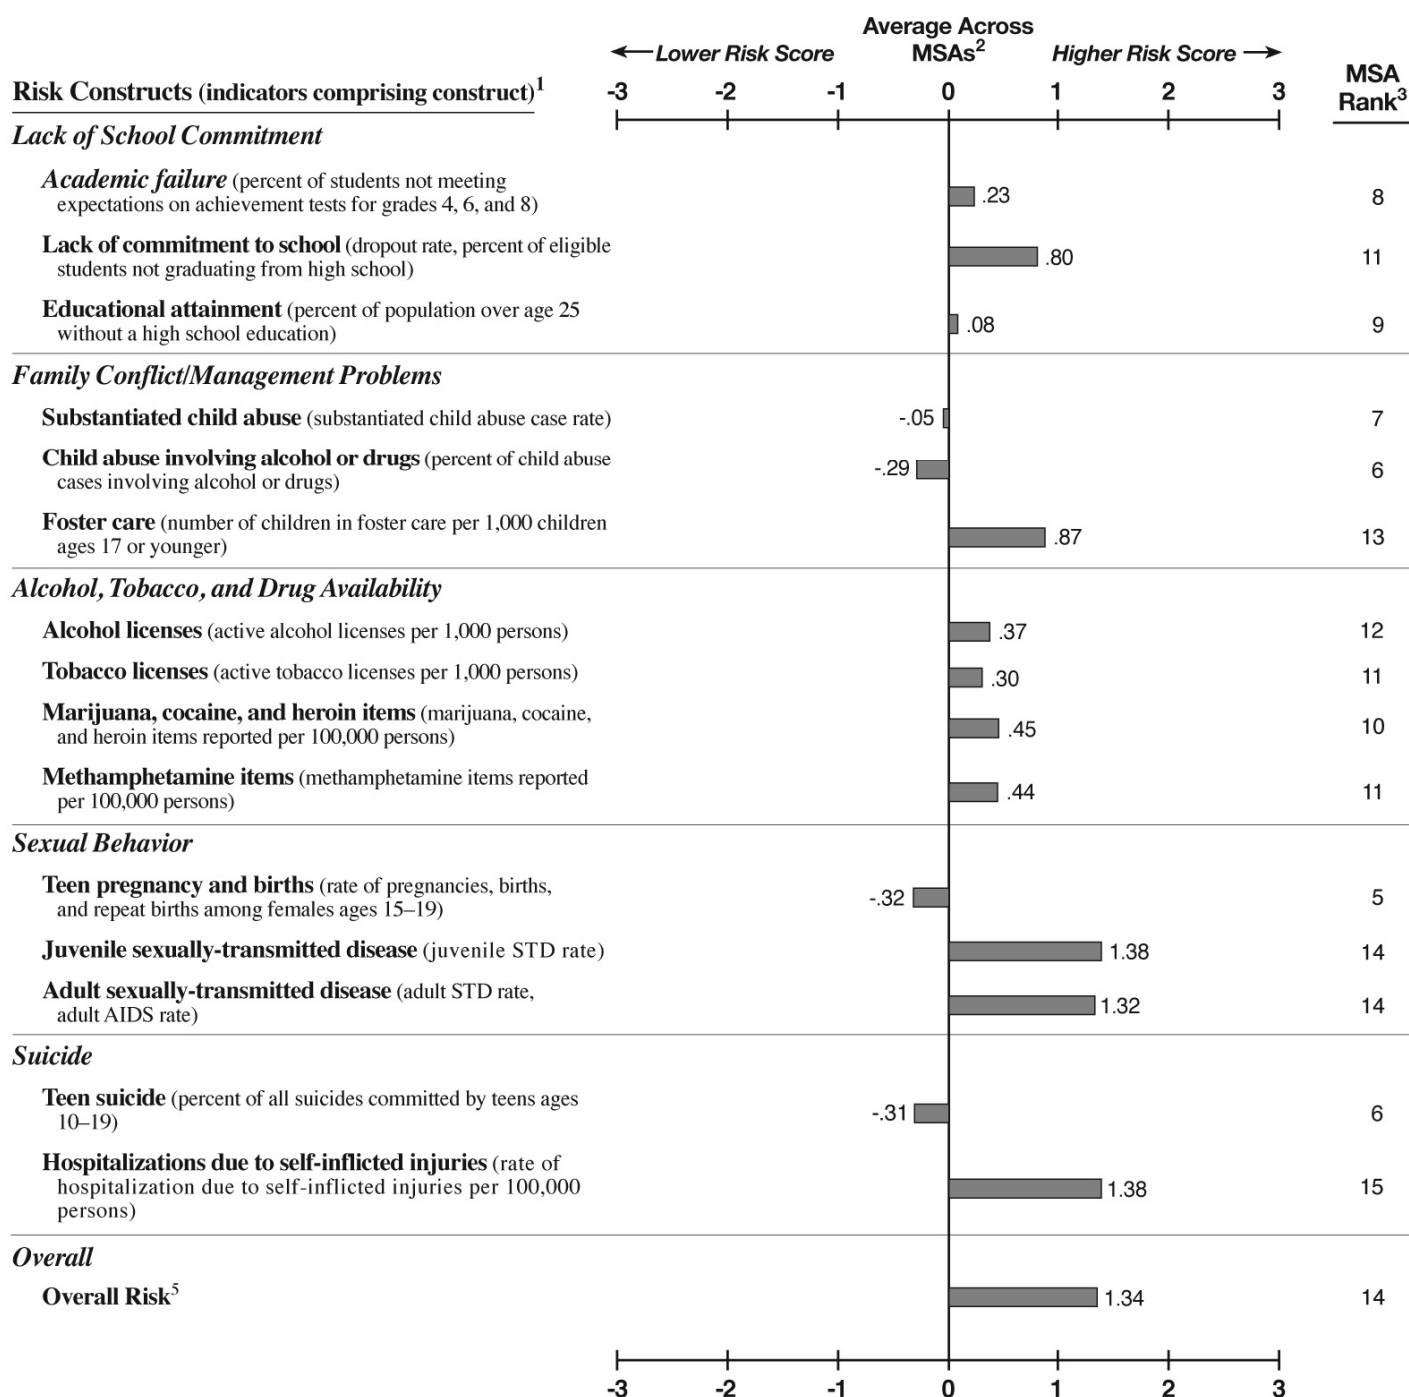 Average Across
← Lower Risk Score MSAs2 Higher Risk Score →
Risk Constructs (indicators comprising construct)1 -3 -2 -1 0 1 2 3 MSA
Rank3
Lack of School Commitment
Academic failure (percent of students not meeting
expectations on achievement tests for grades 4, 6, and 8) .23 8
Lack of commitment to school (dropout rate, percent of eligible
students not graduating from high school) .80 11
Educational attainment (percent of population over age 25
without a high school education) .08 9
Family Conflict/Management Problems
Substantiated child abuse (substantiated child abuse case rate) -.05 7
Child abuse involving alcohol or drugs (percent of child abuse
cases involving alcohol or drugs) -.29 6
Foster care (number of children in foster care per 1,000 children
ages 17 or younger) .87 13
Alcohol, Tobacco, and Drug Availability
Alcohol licenses (active alcohol licenses per 1,000 persons) .37 12
Tobacco licenses (active tobacco licenses per 1,000 persons) .30 11
Marijuana, cocaine, and heroin items (marijuana, cocaine,
and heroin items reported per 100,000 persons) .45 10
Methamphetamine items (methamphetamine items reported
per 100,000 persons) .44 11
Sexual Behavior
Teen pregnancy and births (rate of pregnancies, births,
and repeat births among females ages 15–19) -.32 5
Juvenile sexually-transmitted disease (juvenile STD rate) 1.38 14
Adult sexually-transmitted disease (adult STD rate,
adult AIDS rate) 1.32 14
Suicide
Teen suicide (percent of all suicides committed by teens ages
10–19) -.31 6
Hospitalizations due to self-inflicted injuries (rate of
hospitalization due to self-inflicted injuries per 100,000 1.38 15
persons)
Overall
Overall Risk5 1.34 14
-3 -2 -1 0 1 2 3